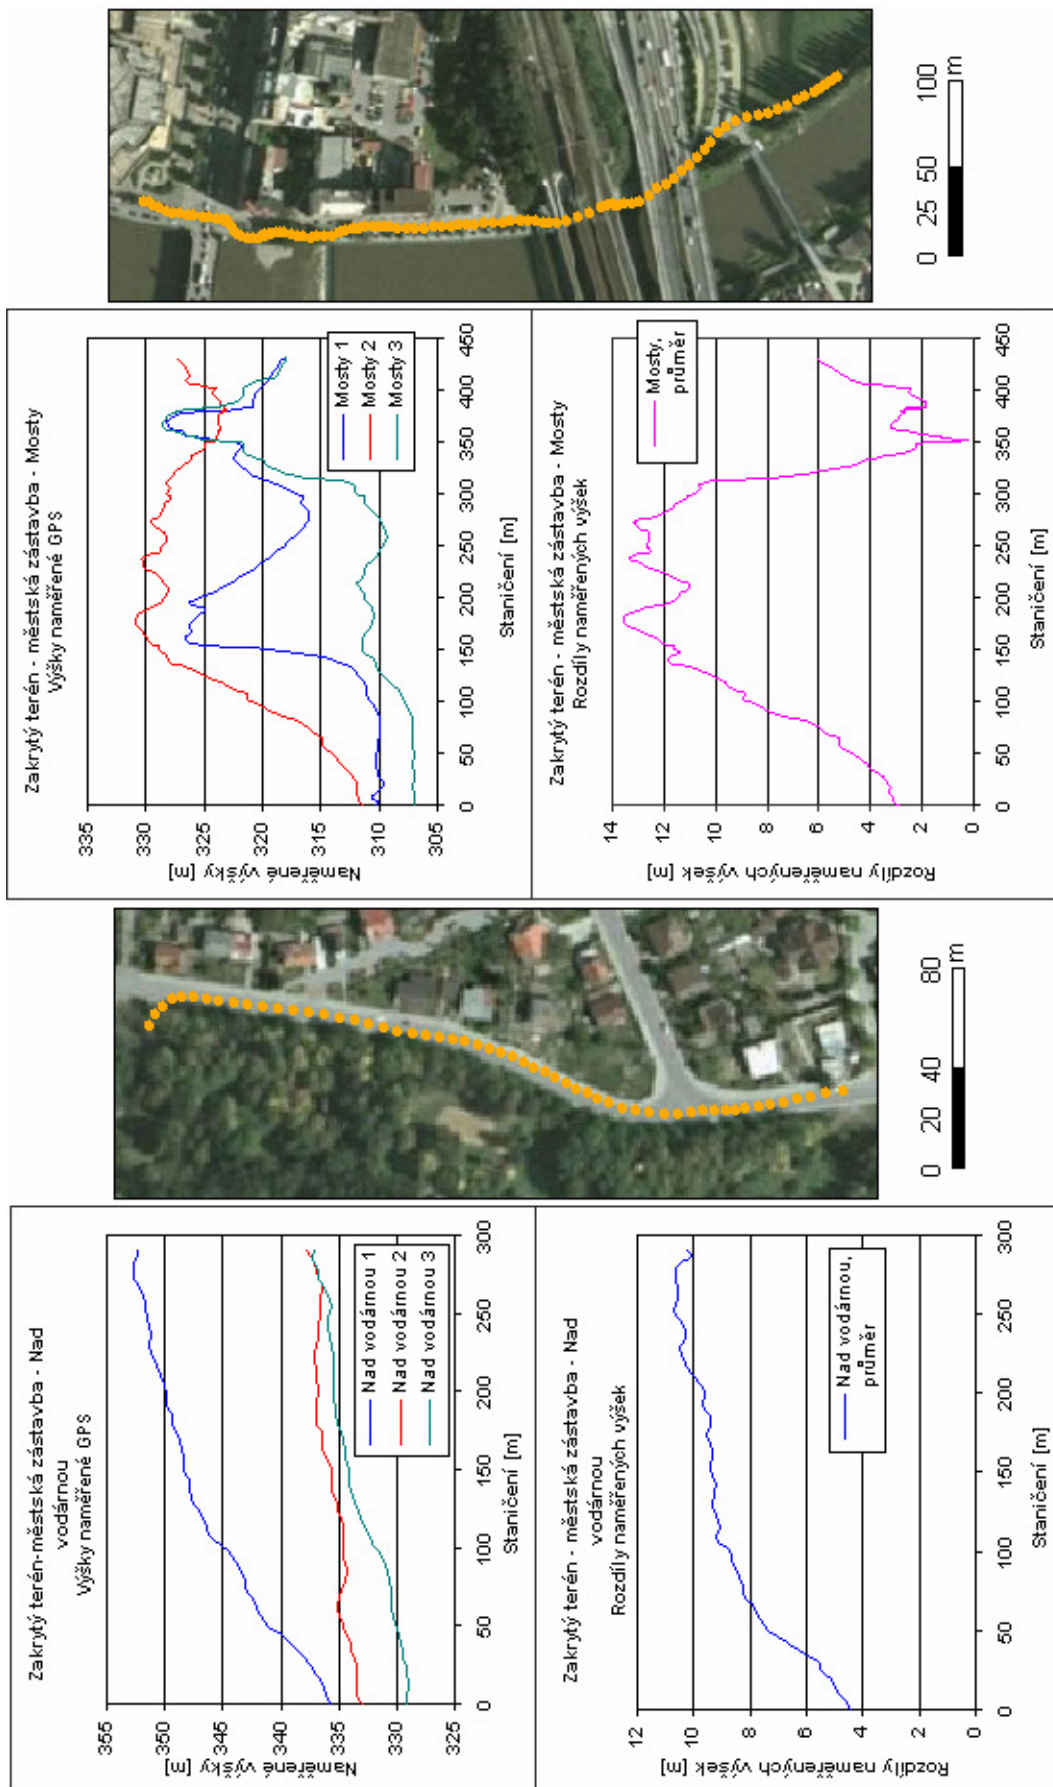 Zakrytý terén-městská zástavba - Nad
vodárnou
Výšky naměřené GPS
Naměřené výšky [m]
355
350
345
340
335
330
325
0
50
100
150
200
250
300
Staničení [m]
Nad vodárnou 1
Nad vodárnou 2
Nad vodárnou 3
Zakrytý terén - městská zástavba - Nad
vodárnou
Rozdíly naměřených výšek
Rozdíly naměřených výšek [m]
12
10
8
6
4
2
0
0
50
100
150
200
250
300
Staničení [m]
Nad vodárnou,
průměr
0
40
80
m
Zakrytý terén - městská zástavba - Mosty
Výšky naměřené GPS
Naměřené výšky [m]
335
330
325
320
315
310
305
0
50
100
150
200
250
300
350
400
450
Staničení [m]
Mosty 1
Mosty 2
Mosty 3
Zakrytý terén - městská zástavba - Mosty
Rozdíly naměřených výšek
Rozdíly naměřených výšek [m]
14
12
10
8
6
4
2
0
0
50
100
150
200
250
300
350
400
450
Staničení [m]
Mosty,
průměr
0
25
50
100
m
0
20